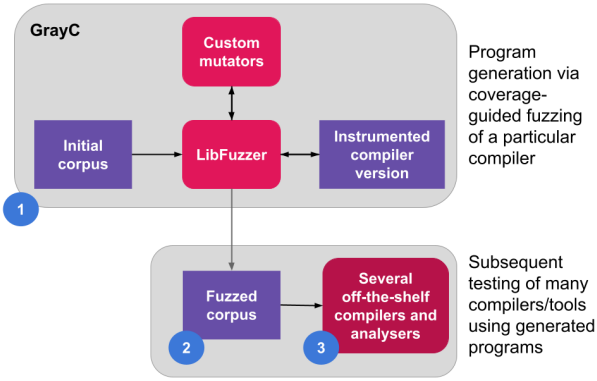 GrayC
Custom
mutators
Program
generation via
coverage-
guided fuzzing
of a particular
compiler
Initial
corpus
LibFuzzer
Instrumented
compiler
version
1
Fuzzed
corpus
Several
off-the-shelf
compilers and
analysers
Subsequent
testing of many
compilers/tools
using generated
programs
2
3